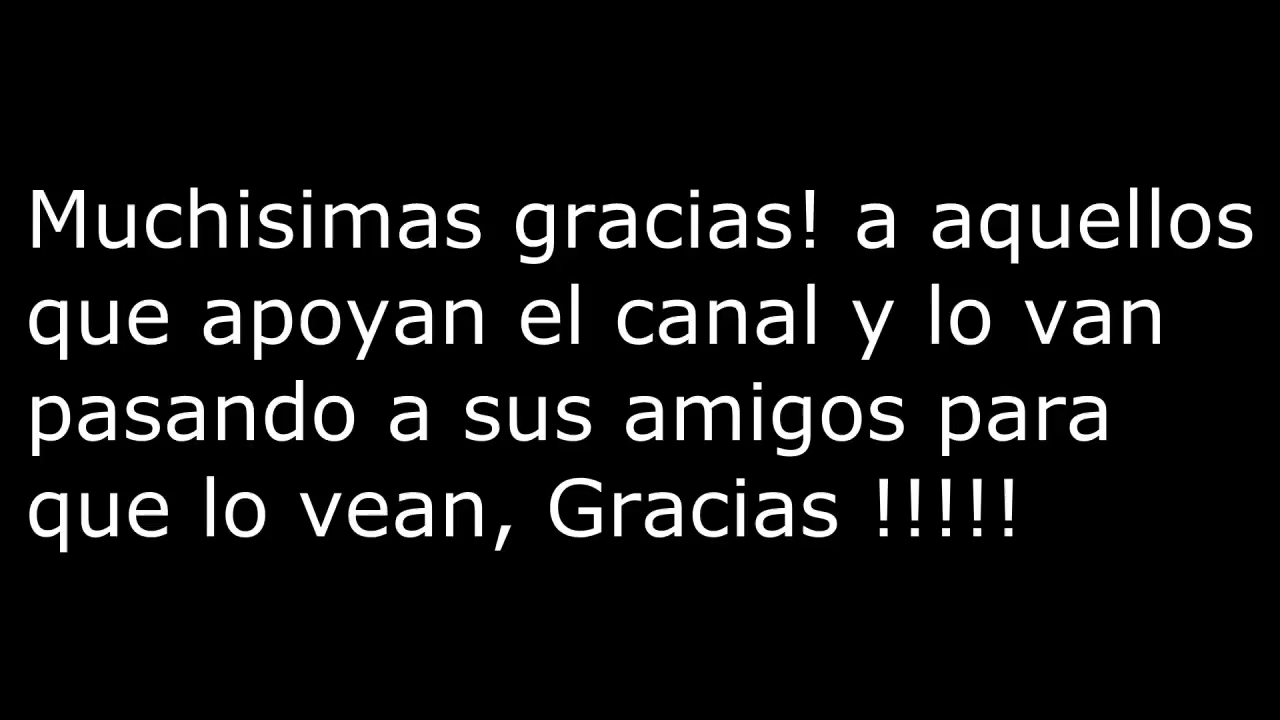 Muchisimas gracias! a aquellos
que apoyan el canal y lo van
pasando a sus amigos para
que lo vean, Gracias !!!!!